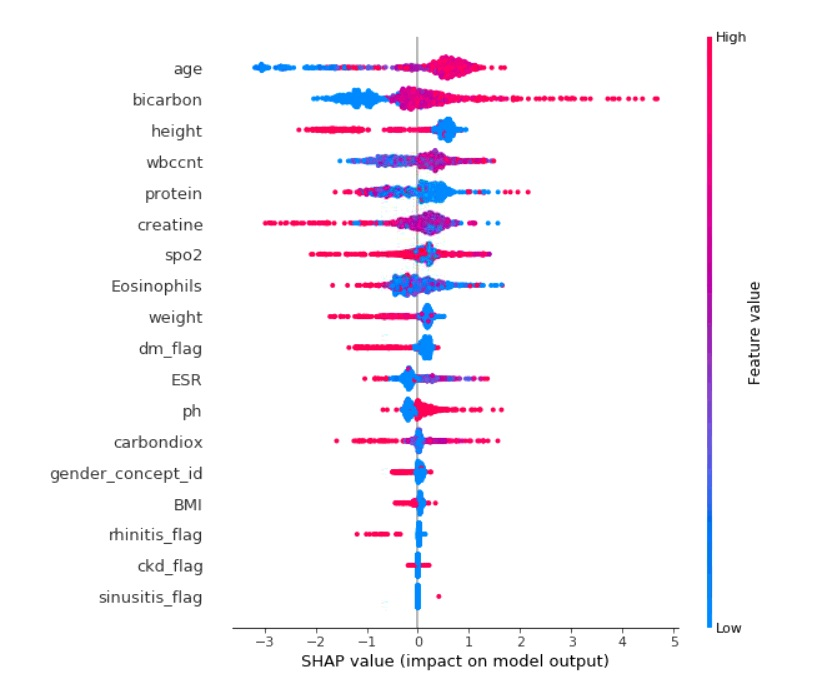 High
age
bicarbon
height
wbccnt
protein
creatine
spo2
Eosinophils
weight
dm_flag
ESR
ph
carbondiox
gender_concept_id
BMI
rhinitis_flag
ckd_flag
sinusitis_flag
Feature value
Low
−3 −2 −1 0 1 2 3 4 5
SHAP value (impact on model output)